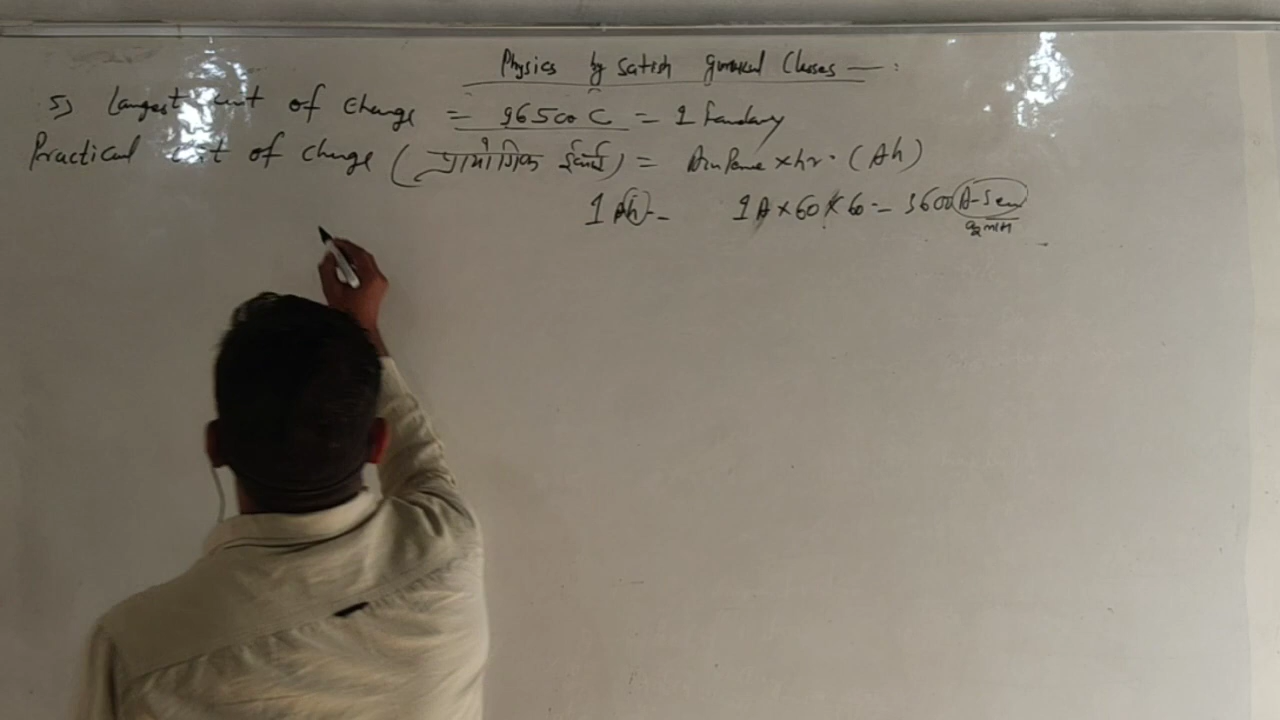 Physics by Satish Gurukul Classes — :
5) Largest unit of Charge = 96500 C = 1 Faraday
Practical unit of Charge ( प्रायोगिक इकाई ) = Ampere × hr. (Ah)
1 Ah - 1A × 60 × 60 = 3600 A-Sec